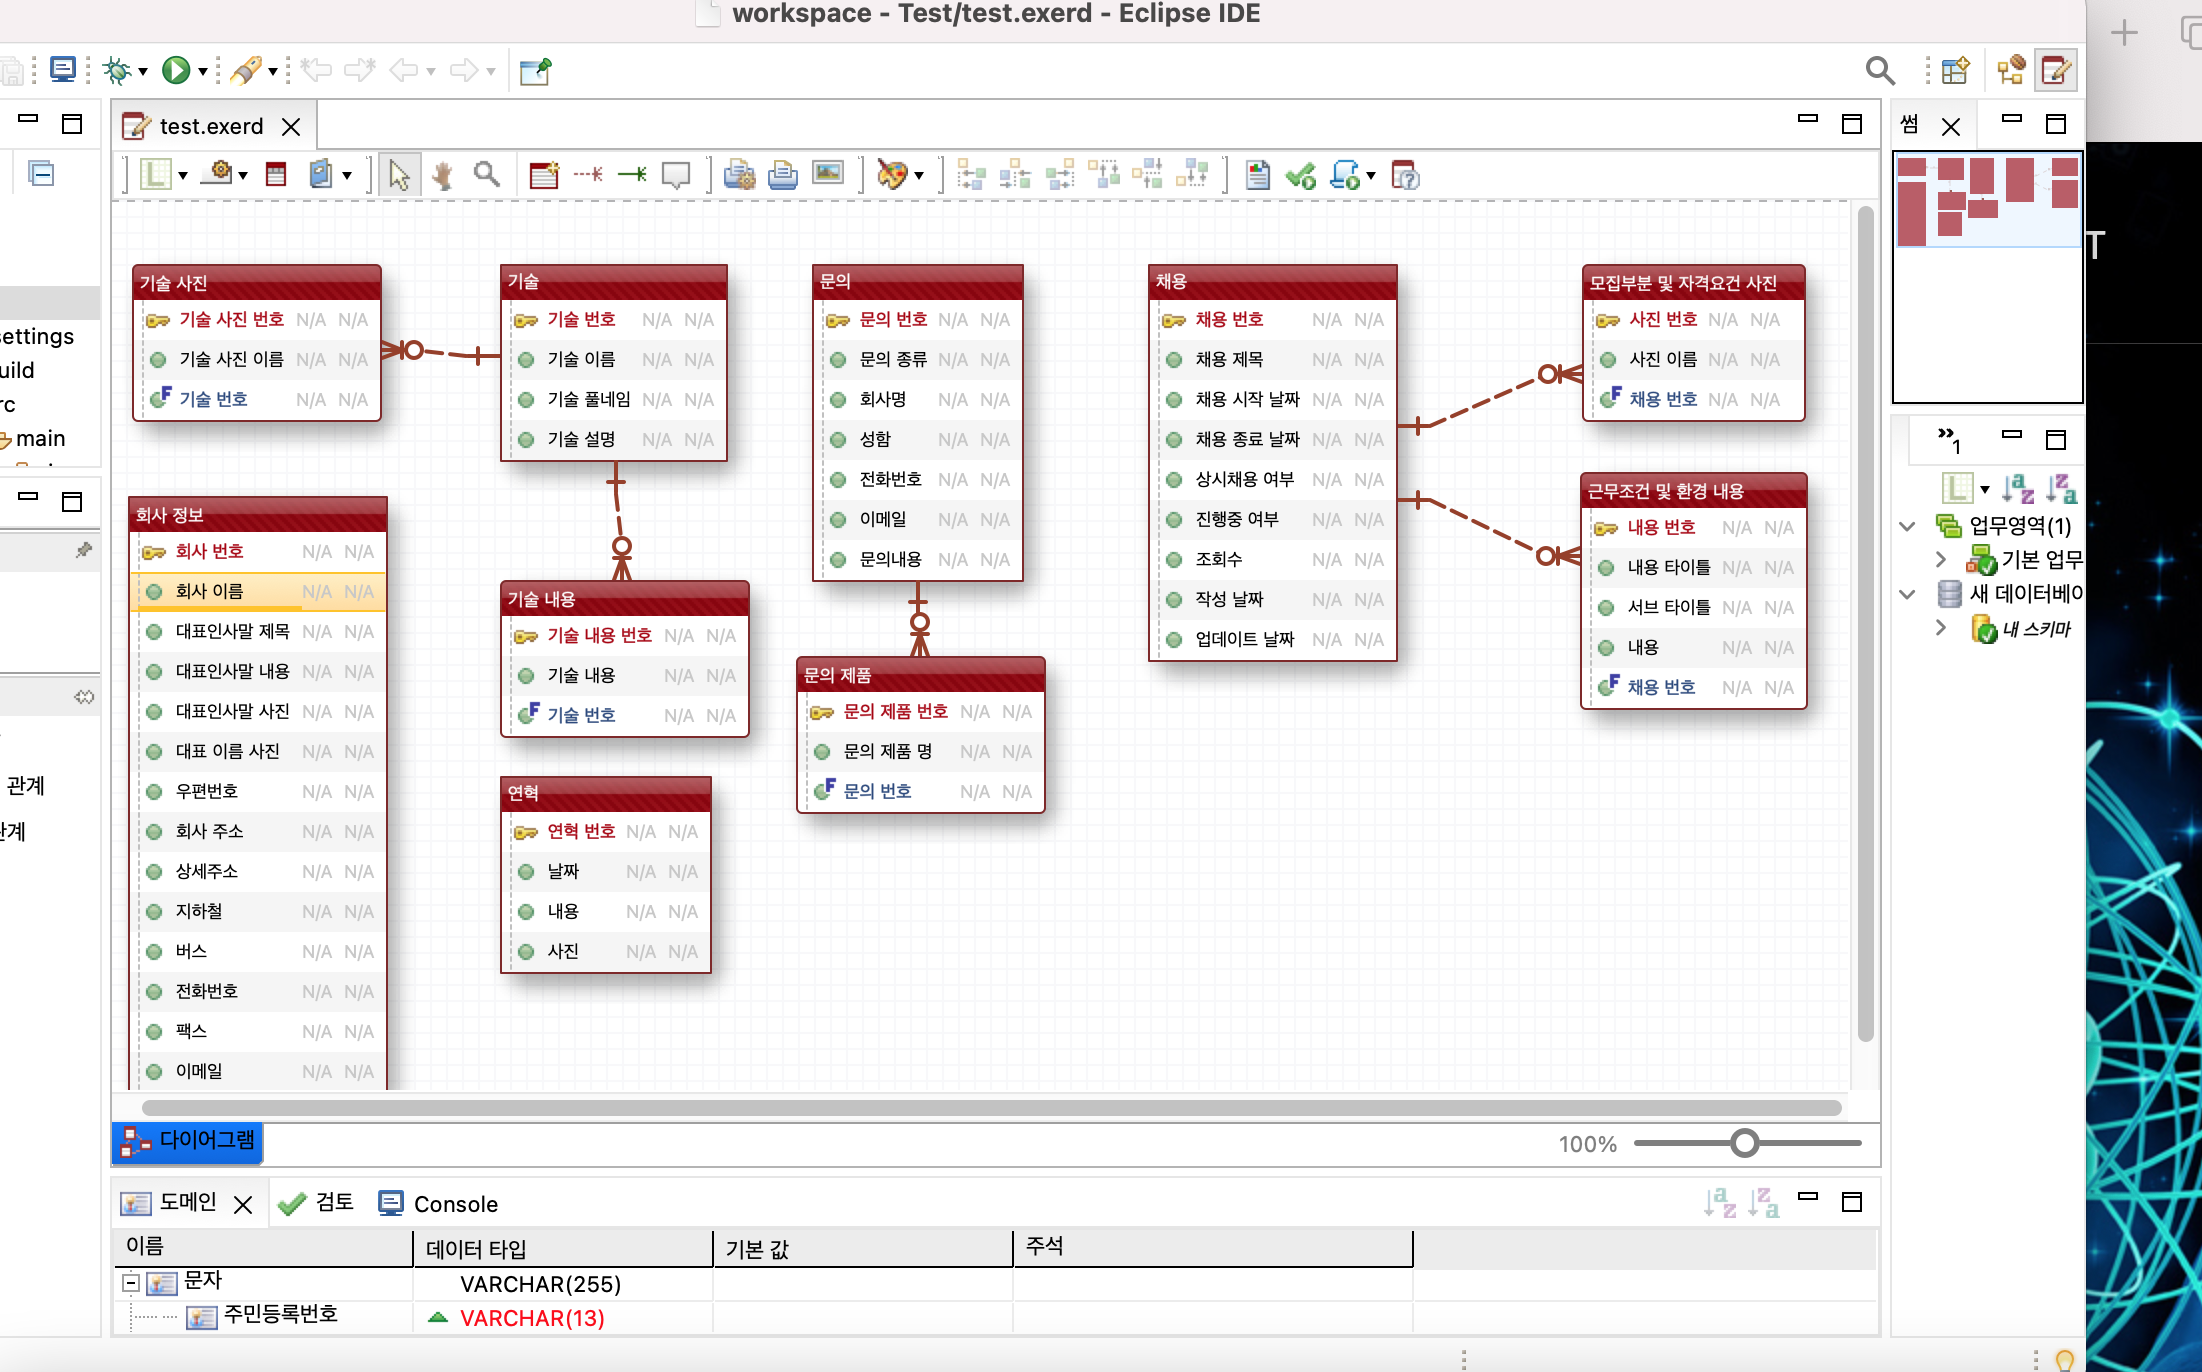 workspace - Test/test.exerd - Eclipse IDE
test.exerd
썸
settings
uild
rc
main
관계
관계
기술 사진
기술 사진 번호 N/A N/A
기술 사진 이름 N/A N/A
기술 번호 N/A N/A
기술
기술 번호 N/A N/A
기술 이름 N/A N/A
기술 풀네임 N/A N/A
기술 설명 N/A N/A
문의
문의 번호 N/A N/A
문의 종류 N/A N/A
회사명 N/A N/A
성함 N/A N/A
전화번호 N/A N/A
이메일 N/A N/A
문의내용 N/A N/A
채용
채용 번호 N/A N/A
채용 제목 N/A N/A
채용 시작 날짜 N/A N/A
채용 종료 날짜 N/A N/A
상시채용 여부 N/A N/A
진행중 여부 N/A N/A
조회수 N/A N/A
작성 날짜 N/A N/A
업데이트 날짜 N/A N/A
모집부분 및 자격요건 사진
사진 번호 N/A N/A
사진 이름 N/A N/A
채용 번호 N/A N/A
근무조건 및 환경 내용
내용 번호 N/A N/A
내용 타이틀 N/A N/A
서브 타이틀 N/A N/A
내용 N/A N/A
채용 번호 N/A N/A
회사 정보
회사 번호 N/A N/A
회사 이름 N/A N/A
대표인사말 제목 N/A N/A
대표인사말 내용 N/A N/A
대표인사말 사진 N/A N/A
대표 이름 사진 N/A N/A
우편번호 N/A N/A
회사 주소 N/A N/A
상세주소 N/A N/A
지하철 N/A N/A
버스 N/A N/A
전화번호 N/A N/A
팩스 N/A N/A
이메일 N/A N/A
기술 내용
기술 내용 번호 N/A N/A
기술 내용 N/A N/A
기술 번호 N/A N/A
문의 제품
문의 제품 번호 N/A N/A
문의 제품 명 N/A N/A
문의 번호 N/A N/A
연혁
연혁 번호 N/A N/A
날짜 N/A N/A
내용 N/A N/A
사진 N/A N/A
»1
업무영역(1)
기본 업무
새 데이터베이
내 스키마
T
다이어그램
100%
도메인
검토
Console
이름 데이터 타입 기본 값 주석
문자 VARCHAR(255)
주민등록번호 VARCHAR(13)